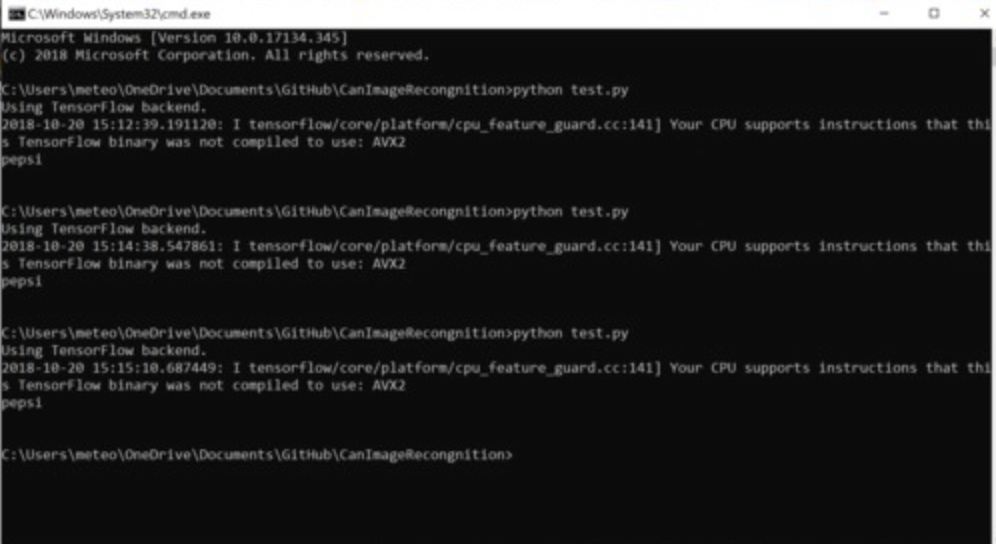 C:\Windows\System32\cmd.exe
Microsoft Windows [Version 10.0.17134.345]
(c) 2018 Microsoft Corporation. All rights reserved.
C:\Users\meteo\OneDrive\Documents\GitHub\CanImageRecongnition>python test.py
Using TensorFlow backend.
2018-10-20 15:12:39.191120: I tensorflow/core/platform/cpu_feature_guard.cc:141] Your CPU supports instructions that thi
s TensorFlow binary was not compiled to use: AVX2
pepsi
C:\Users\meteo\OneDrive\Documents\GitHub\CanImageRecongnition>python test.py
Using TensorFlow backend.
2018-10-20 15:14:38.547861: I tensorflow/core/platform/cpu_feature_guard.cc:141] Your CPU supports instructions that thi
s TensorFlow binary was not compiled to use: AVX2
pepsi
C:\Users\meteo\OneDrive\Documents\GitHub\CanImageRecongnition>python test.py
Using TensorFlow backend.
2018-10-20 15:15:10.687449: I tensorflow/core/platform/cpu_feature_guard.cc:141] Your CPU supports instructions that thi
s TensorFlow binary was not compiled to use: AVX2
pepsi
C:\Users\meteo\OneDrive\Documents\GitHub\CanImageRecongnition>